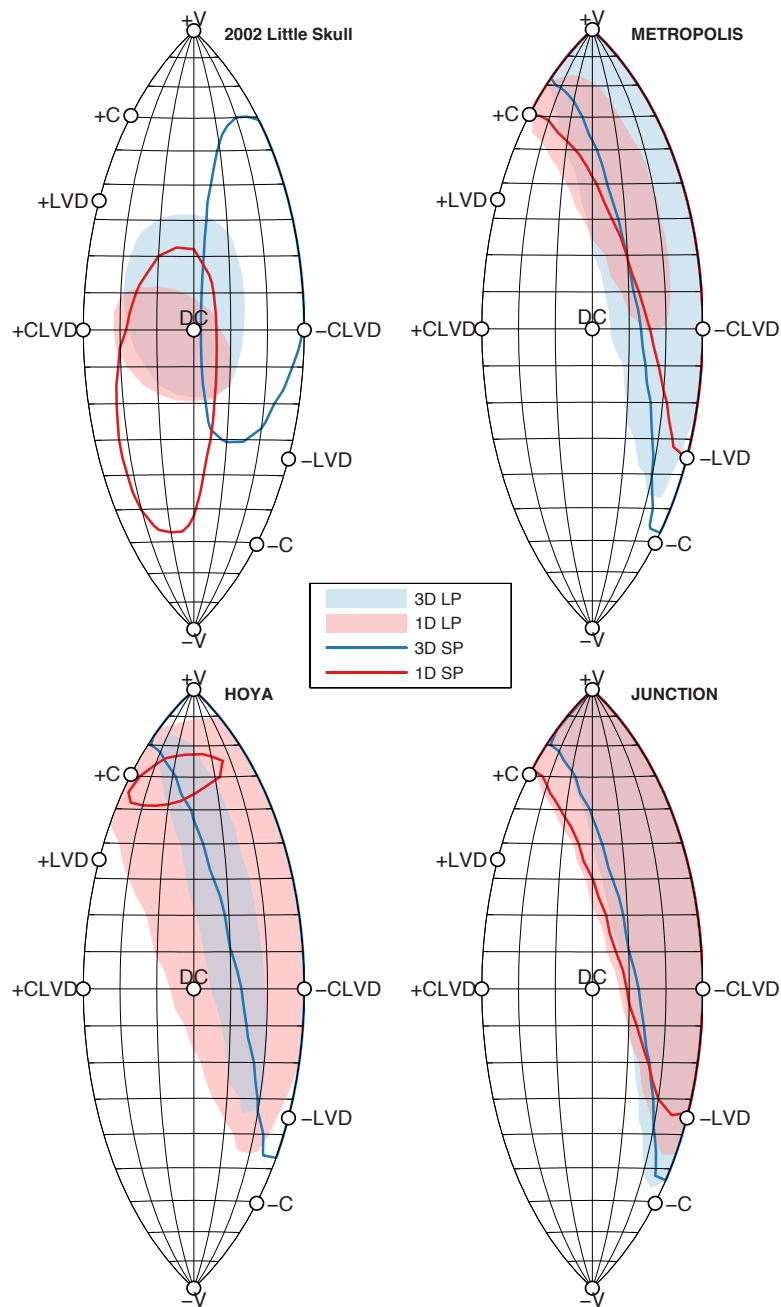 +V
2002 Little Skull
+C
+LVD
DC
+CLVD
−CLVD
−LVD
−C
−V
+V
METROPOLIS
+C
+LVD
DC
+CLVD
−CLVD
−LVD
−C
−V
3D LP
1D LP
3D SP
1D SP
+V
HOYA
+C
+LVD
DC
+CLVD
−CLVD
−LVD
−C
−V
+V
JUNCTION
+C
+LVD
DC
+CLVD
−CLVD
−LVD
−C
−V